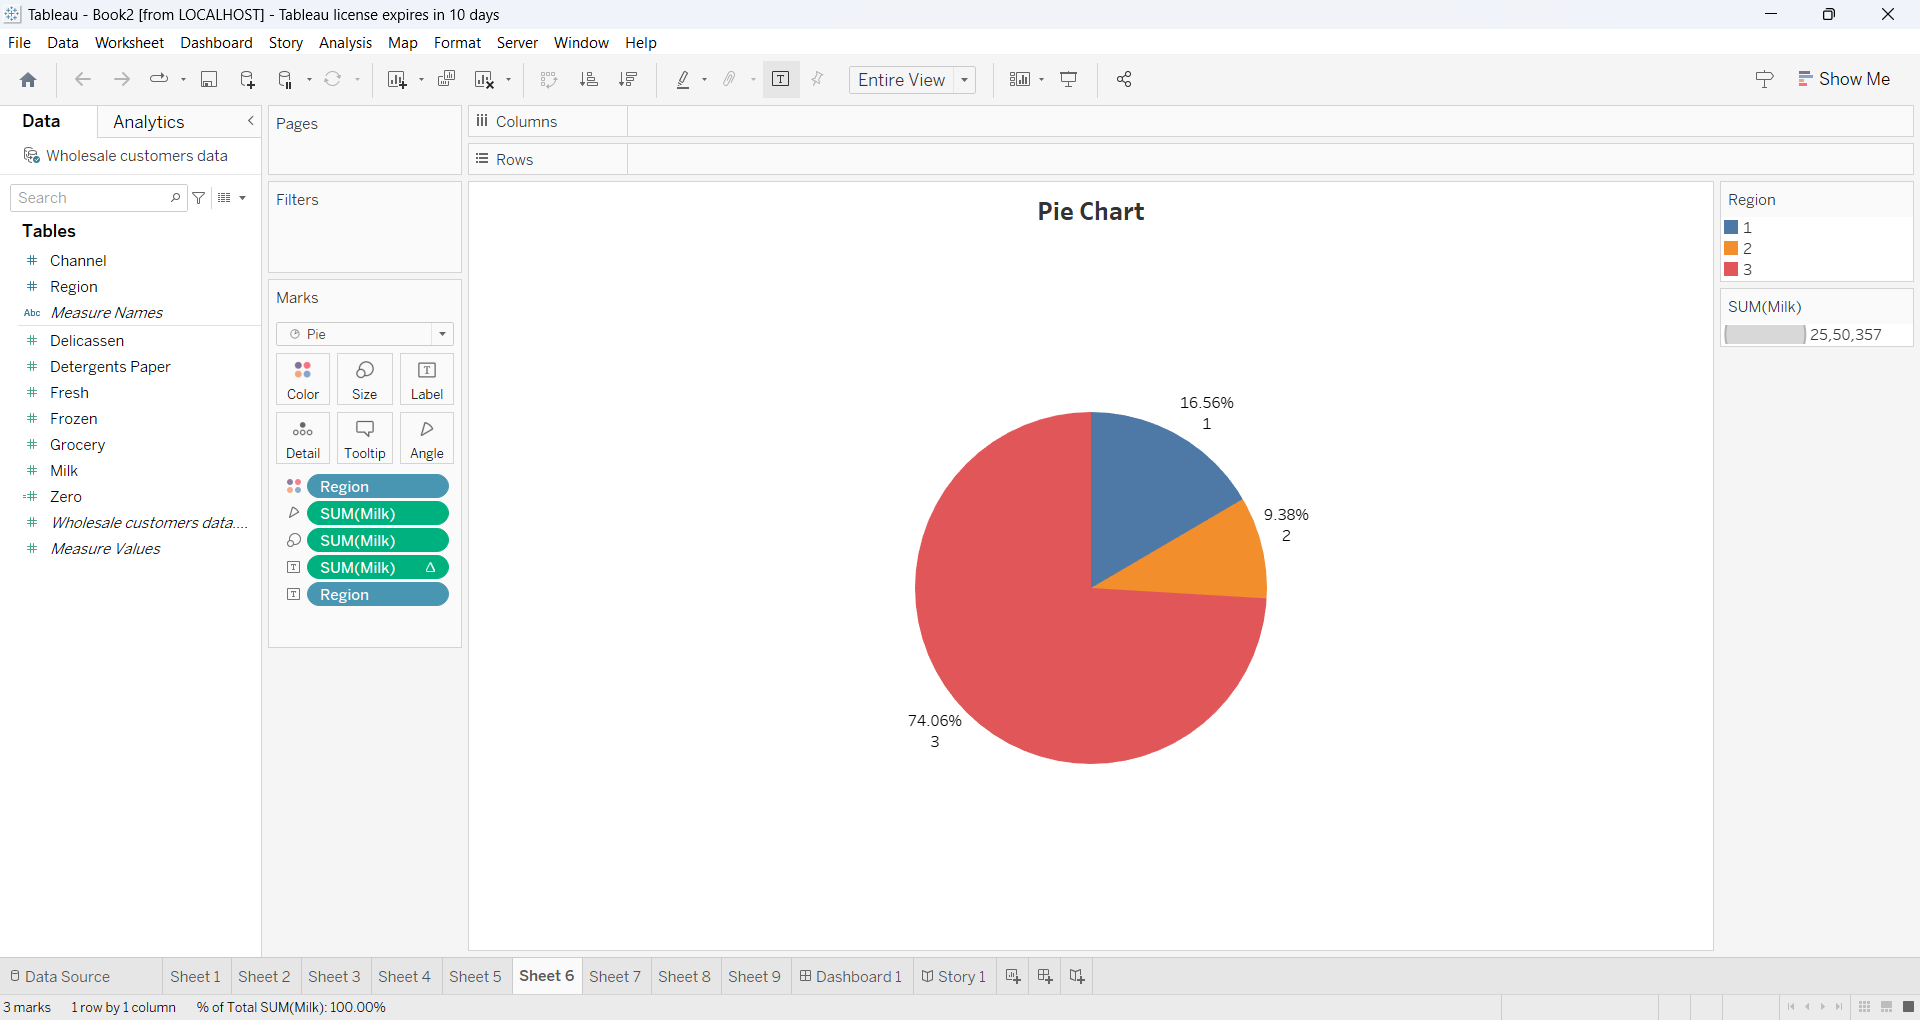 Tableau - Book2 [from LOCALHOST] - Tableau license expires in 10 days
File Data Worksheet Dashboard Story Analysis Map Format Server Window Help
Entire View
Show Me
Data Analytics
Wholesale customers data
Search
Tables
Channel
Region
Abc Measure Names
Delicassen
Detergents Paper
Fresh
Frozen
Grocery
Milk
Zero
Wholesale customers data....
Measure Values
Pages
Filters
Marks
Pie
Color Size Label
Detail Tooltip Angle
Region
SUM(Milk)
SUM(Milk)
SUM(Milk)
Region
Columns
Rows
Pie Chart
16.56%
1
9.38%
2
74.06%
3
Region
1
2
3
SUM(Milk)
25,50,357
Data Source Sheet 1 Sheet 2 Sheet 3 Sheet 4 Sheet 5 Sheet 6 Sheet 7 Sheet 8 Sheet 9 Dashboard 1 Story 1
3 marks 1 row by 1 column % of Total SUM(Milk): 100.00%